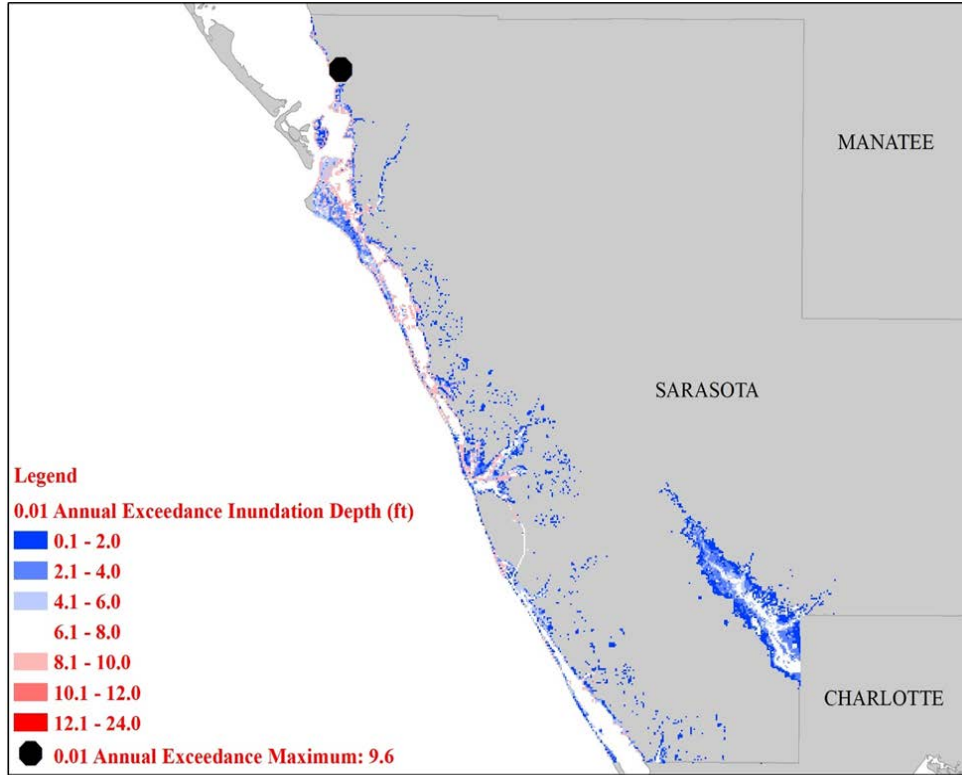 MANATEE
SARASOTA
CHARLOTTE
Legend
0.01 Annual Exceedance Inundation Depth (ft)
0.1 - 2.0
2.1 - 4.0
4.1 - 6.0
6.1 - 8.0
8.1 - 10.0
10.1 - 12.0
12.1 - 24.0
0.01 Annual Exceedance Maximum: 9.6